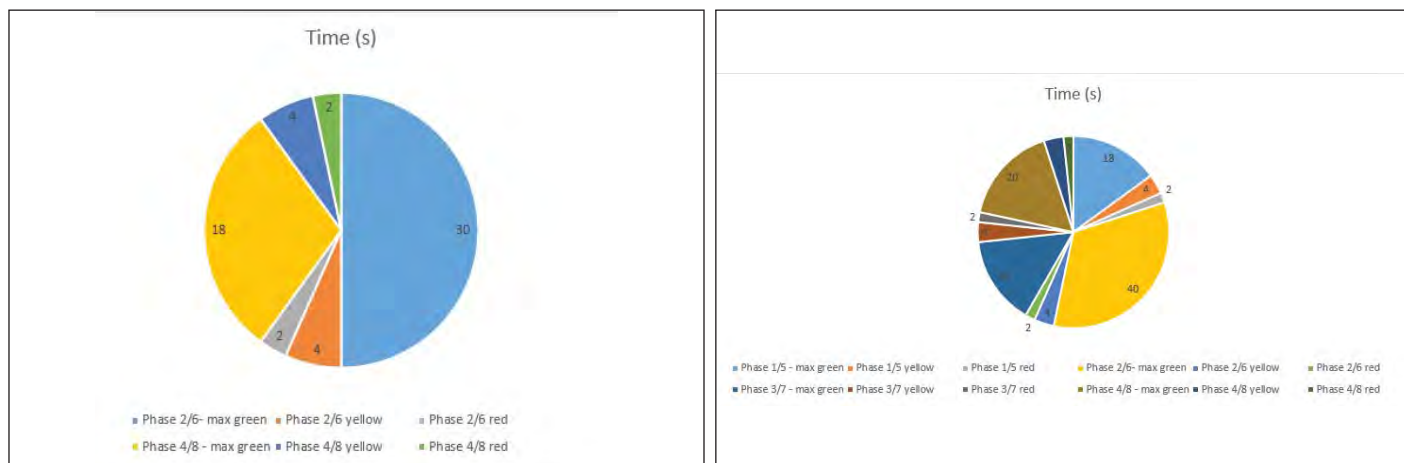 Time (s)
2
4
18
30
2
4
Phase 2/6- max green Phase 2/6 yellow Phase 2/6 red
Phase 4/8 - max green Phase 4/8 yellow Phase 4/8 red
Time (s)
18
4
2
20
2
40
4
2
Phase 1/5 - max green Phase 1/5 yellow Phase 1/5 red Phase 2/6- max green Phase 2/6 yellow Phase 2/6 red
Phase 3/7 - max green Phase 3/7 yellow Phase 3/7 red Phase 4/8 - max green Phase 4/8 yellow Phase 4/8 red